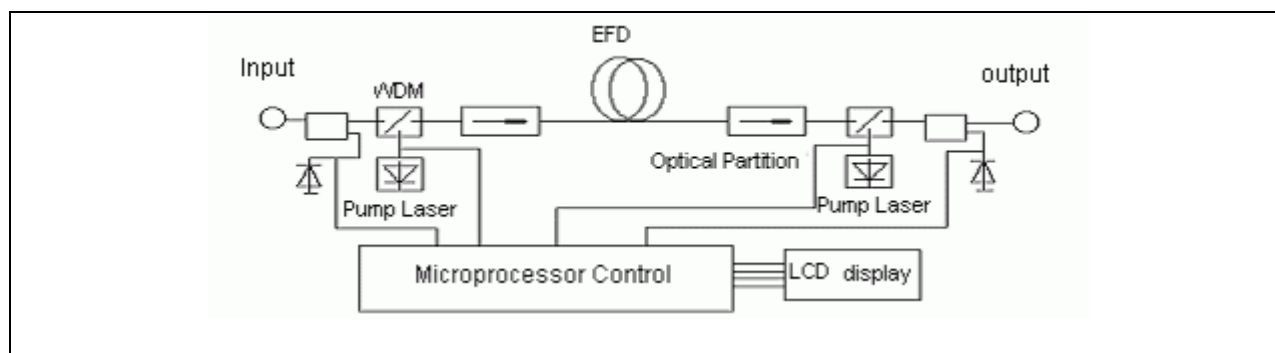 EFD
Input
output
WDM
Optical Partition
Pump Laser
Pump Laser
Microprocessor Control
LCD display